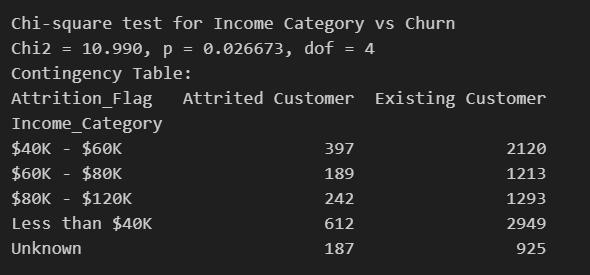 Chi-square test for Income Category vs Churn
Chi2 = 10.990, p = 0.026673, dof = 4
Contingency Table:
Attrition_Flag   Attrited Customer  Existing Customer
Income_Category
$40K - $60K                    397               2120
$60K - $80K                    189               1213
$80K - $120K                   242               1293
Less than $40K                 612               2949
Unknown                        187                925